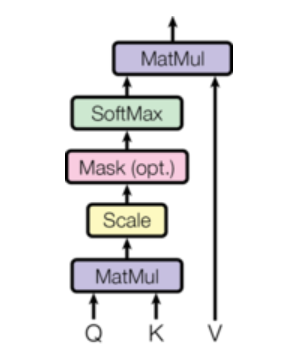 MatMul
SoftMax
Mask (opt.)
Scale
MatMul
Q K V